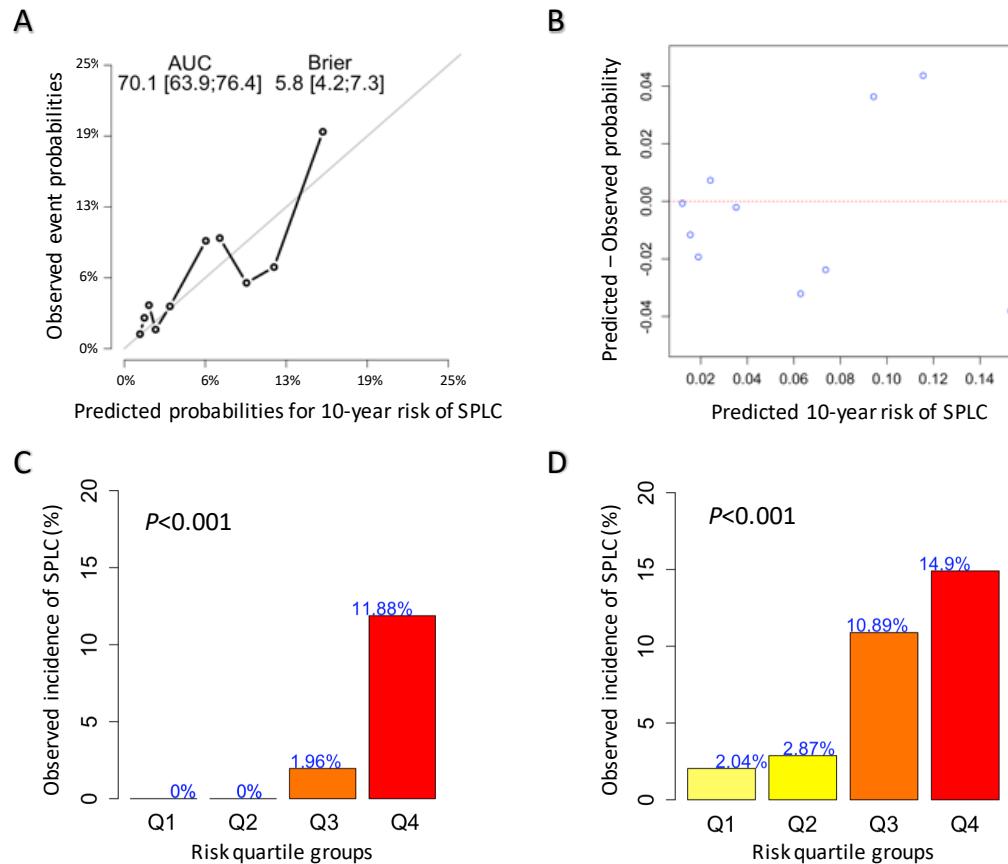 A
AUC
70.1 [63.9;76.4]
Brier
5.8 [4.2;7.3]
Observed event probabilities
25%
19%
13%
6%
0%
0% 6% 13% 19% 25%
Predicted probabilities for 10-year risk of SPLC
B
Predicted – Observed probability
0.04
0.02
0.00
-0.02
-0.04
0.02 0.04 0.06 0.08 0.10 0.12 0.14
Predicted 10-year risk of SPLC
C
P<0.001
Observed incidence of SPLC (%)
20
15
10
5
0
0% 0% 1.96% 11.88%
Q1 Q2 Q3 Q4
Risk quartile groups
D
P<0.001
Observed incidence of SPLC (%)
20
15
10
5
0
2.04% 2.87% 10.89% 14.9%
Q1 Q2 Q3 Q4
Risk quartile groups